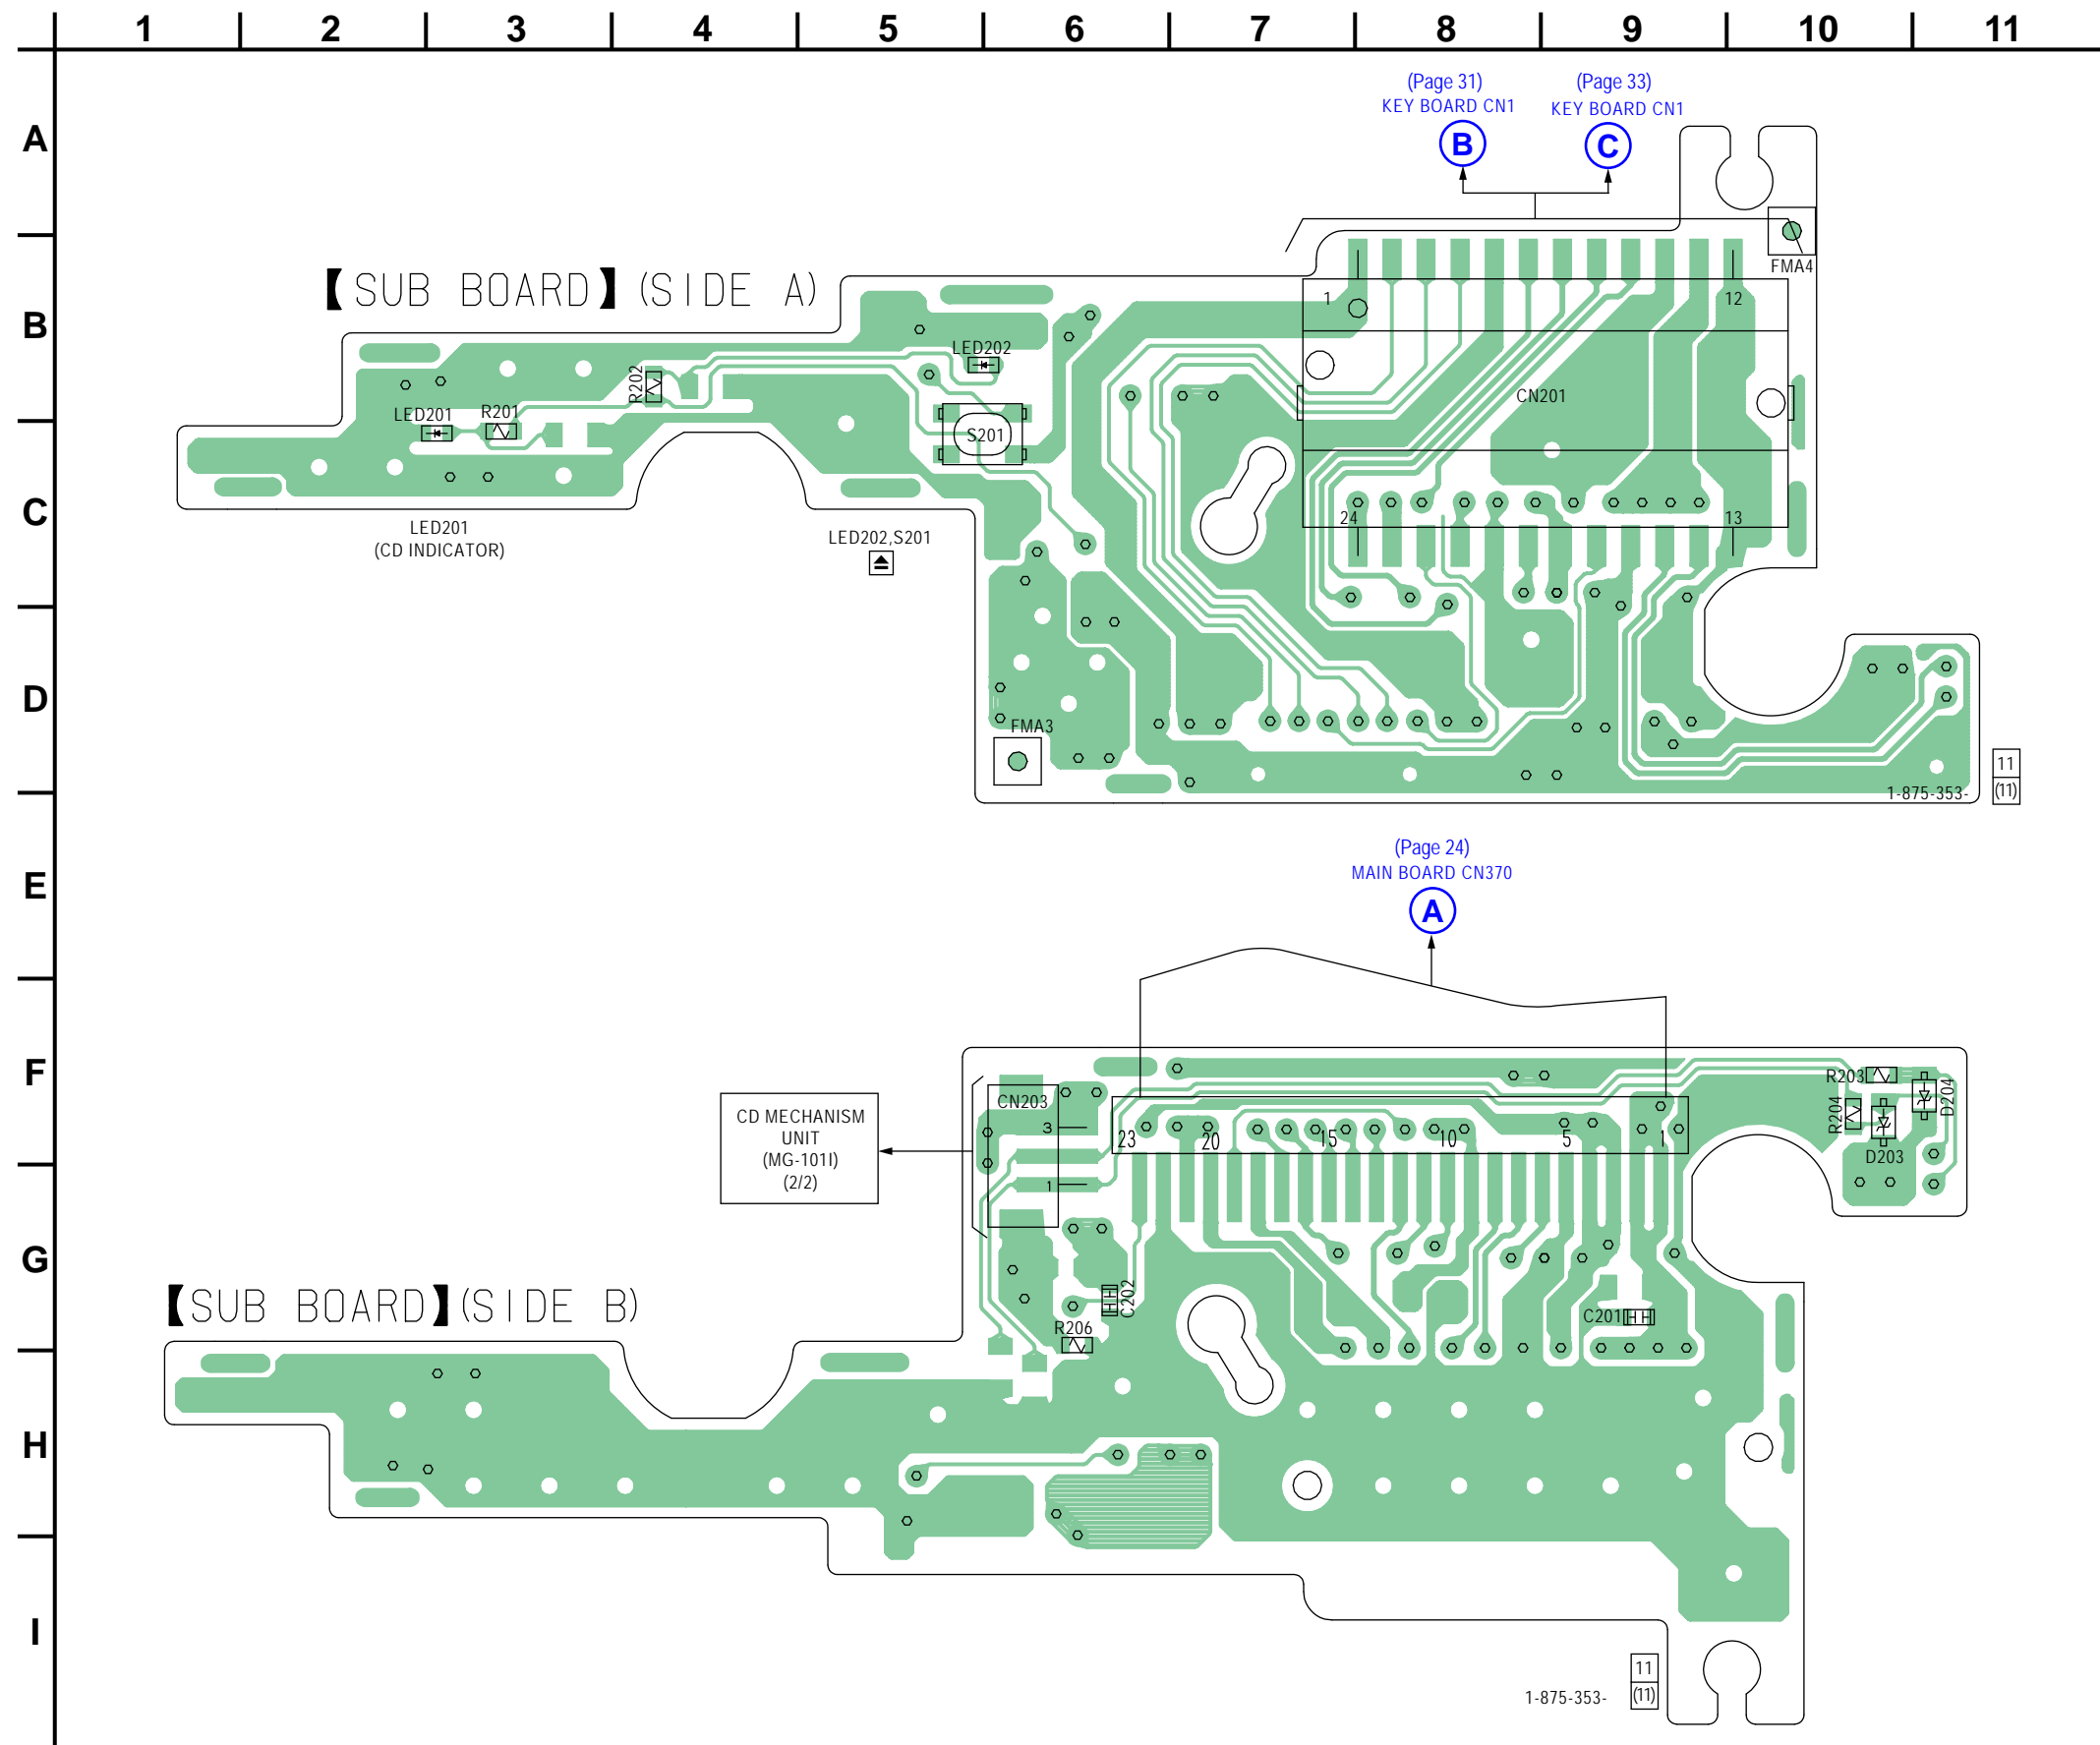 1 2 3 4 5 6 7 8 9 10 11
A
B
C
D
E
F
G
H
I
(Page 31)
KEY BOARD CN1
B
(Page 33)
KEY BOARD CN1
C
FMA4
【SUB BOARD】(SIDE A)
1
12
LED202
R202
CN201
LED201
R201
S201
24
13
LED201
(CD INDICATOR)
LED202,S201
FMA3
1-875-353-
11
(11)
(Page 24)
MAIN BOARD CN370
A
CD MECHANISM
UNIT
(MG-101I)
(2/2)
CN203
3
1
23
20
15
10
5
1
R203
R204
D204
D203
C202
R206
C201
【SUB BOARD】(SIDE B)
1-875-353-
11
(11)